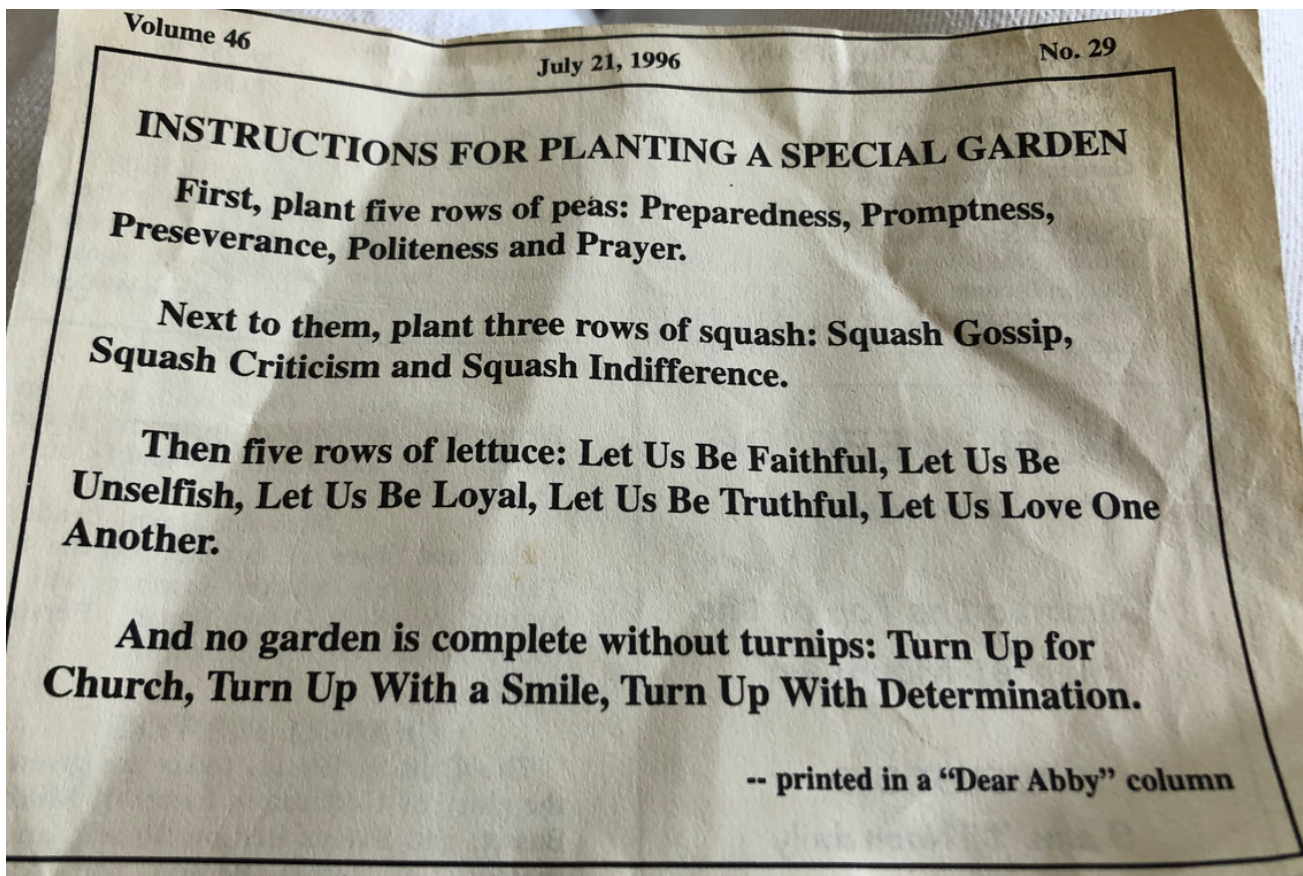 Volume 46
July 21, 1996
No. 29
INSTRUCTIONS FOR PLANTING A SPECIAL GARDEN
First, plant five rows of peas: Preparedness, Promptness,
Preseverance, Politeness and Prayer.
Next to them, plant three rows of squash: Squash Gossip,
Squash Criticism and Squash Indifference.
Then five rows of lettuce: Let Us Be Faithful, Let Us Be
Unselfish, Let Us Be Loyal, Let Us Be Truthful, Let Us Love One
Another.
And no garden is complete without turnips: Turn Up for
Church, Turn Up With a Smile, Turn Up With Determination.
-- printed in a “Dear Abby” column